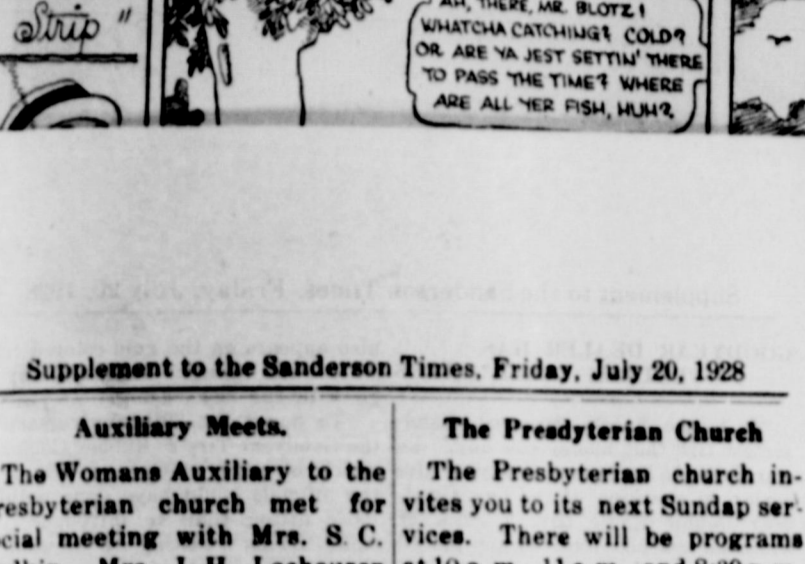 Strip"
AH, THERE, MR. BLOTZ!
WHATCHA CATCHING? COLD?
OR ARE YA JEST SETTIN' THERE
TO PASS THE TIME? WHERE
ARE ALL YER FISH, HUH?
Supplement to the Sanderson Times, Friday, July 20, 1928
Auxiliary Meets.
The Womans Auxiliary to the
resbyterian church met for
cial meeting with Mrs. S. C.
Mrs. J. H.
The Preadyterian Church
The Presbyterian church in-
vites you to its next Sundap ser-
vices. There will be programs